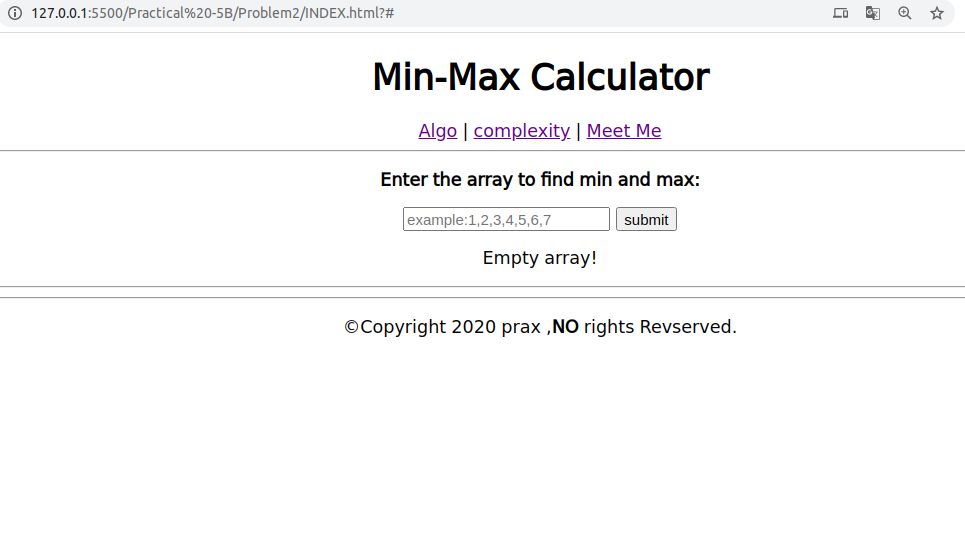 127.0.0.1:5500/Practical%20-5B/Problem2/INDEX.html?#
Min-Max Calculator
Algo | complexity | Meet Me
Enter the array to find min and max:
example:1,2,3,4,5,6,7 submit
Empty array!
©Copyright 2020 prax ,NO rights Revserved.